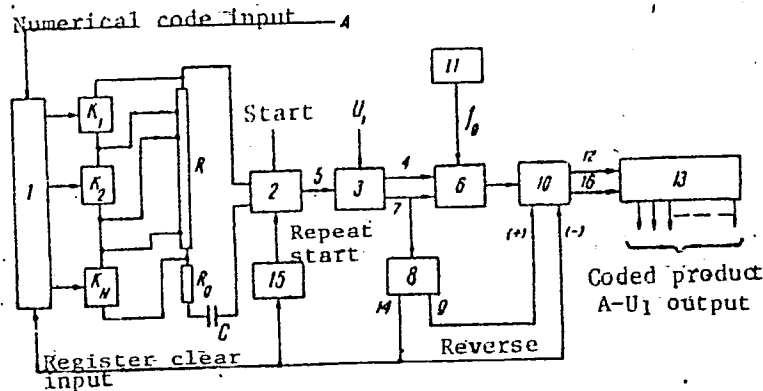 Numerical code input A
11
K₁
Start
U₁
f₀
1
K₂
R
2
5
3
4
7
6
10
12
16
13
Repeat
start
(+)
(-)
K_N
R₀
15
8
14
9
C
Coded product
A-U₁ output
Register clear
input
Reverse